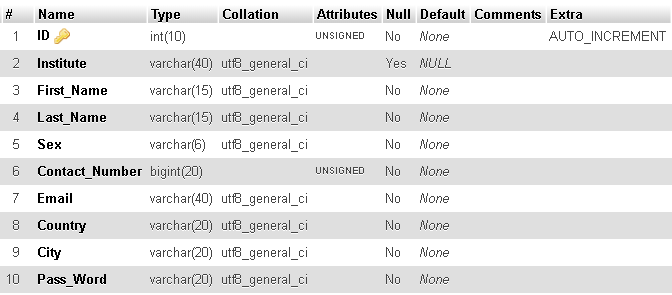 # Name Type Collation Attributes Null Default Comments Extra
1 ID int(10) UNSIGNED No None AUTO_INCREMENT
2 Institute varchar(40) utf8_general_ci Yes NULL
3 First_Name varchar(15) utf8_general_ci No None
4 Last_Name varchar(15) utf8_general_ci No None
5 Sex varchar(6) utf8_general_ci No None
6 Contact_Number bigint(20) UNSIGNED No None
7 Email varchar(40) utf8_general_ci No None
8 Country varchar(20) utf8_general_ci No None
9 City varchar(20) utf8_general_ci No None
10 Pass_Word varchar(20) utf8_general_ci No None